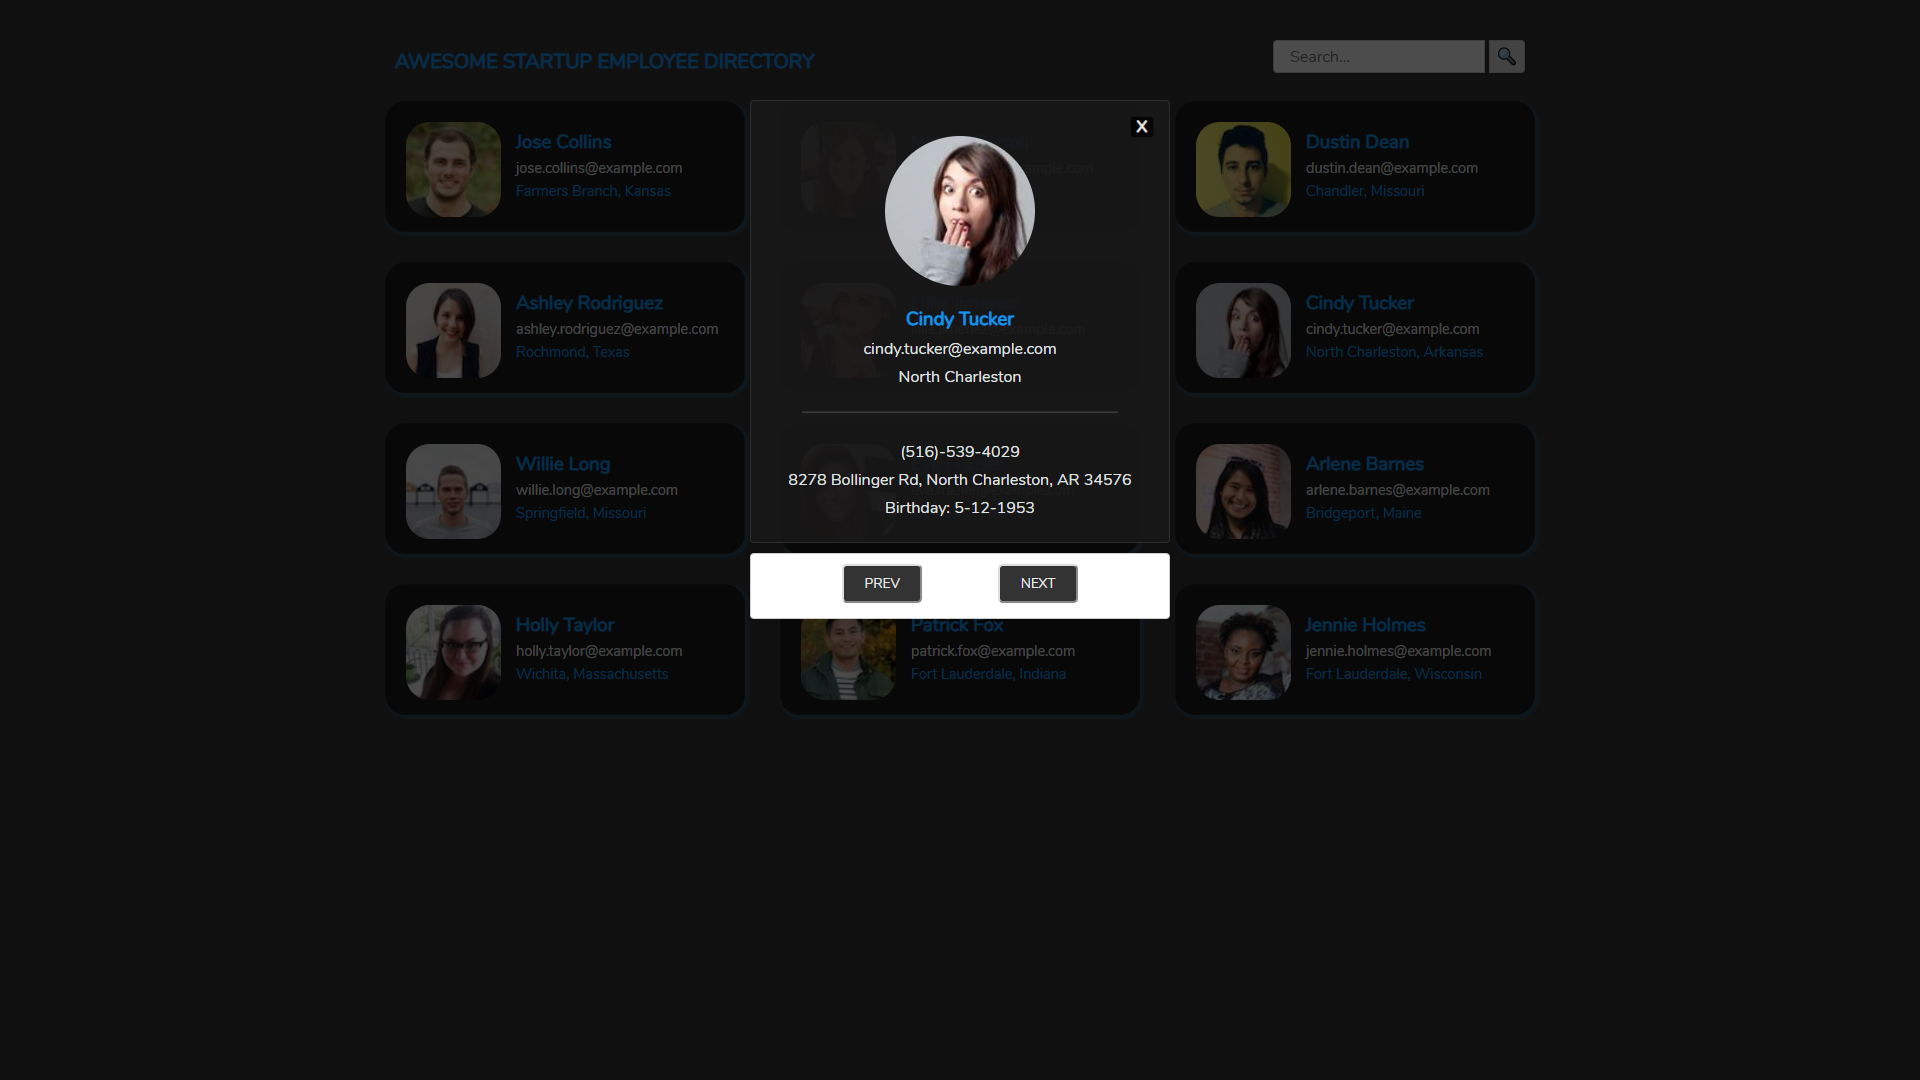 AWESOME STARTUP EMPLOYEE DIRECTORY
Search...
X
Jose Collins
jose.collins@example.com
Farmers Branch, Kansas
Dustin Dean
dustin.dean@example.com
Chandler, Missouri
Ashley Rodriguez
ashley.rodriguez@example.com
Rochmond, Texas
Cindy Tucker
cindy.tucker@example.com
North Charleston
(516)-539-4029
8278 Bollinger Rd, North Charleston, AR 34576
Birthday: 5-12-1953
PREV
NEXT
Cindy Tucker
cindy.tucker@example.com
North Charleston, Arkansas
Willie Long
willie.long@example.com
Springfield, Missouri
Arlene Barnes
arlene.barnes@example.com
Bridgeport, Maine
Holly Taylor
holly.taylor@example.com
Wichita, Massachusetts
Patrick Fox
patrick.fox@example.com
Fort Lauderdale, Indiana
Jennie Holmes
jennie.holmes@example.com
Fort Lauderdale, Wisconsin